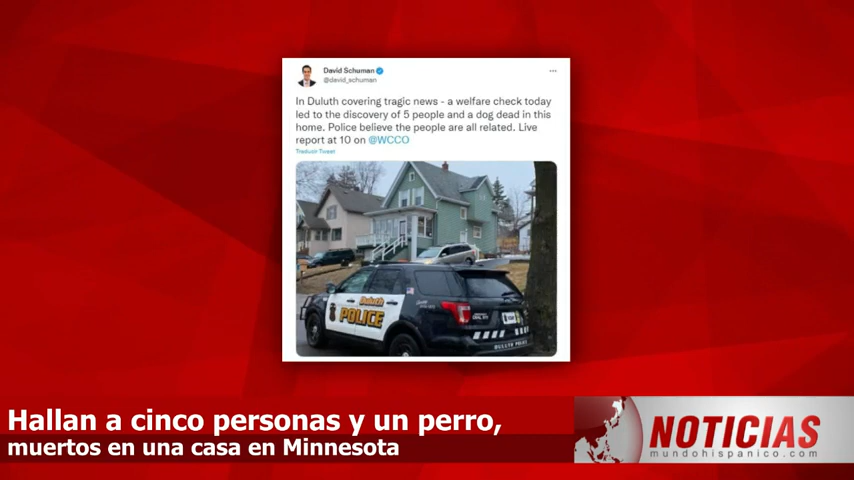 David Schuman
@david_schuman
In Duluth covering tragic news - a welfare check today
led to the discovery of 5 people and a dog dead in this
home. Police believe the people are all related. Live
report at 10 on @WCCO
Traducir Tweet
Duluth
POLICE
DULUTH POLICE
Hallan a cinco personas y un perro,
muertos en una casa en Minnesota
NOTICIAS
mundohispanico.com